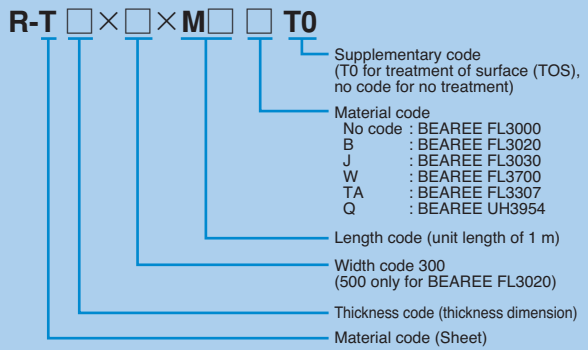 R-T □×□×M□ □ T0
Supplementary code
(T0 for treatment of surface (TOS),
no code for no treatment)
Material code
No code : BEAREE FL3000
B : BEAREE FL3020
J : BEAREE FL3030
W : BEAREE FL3700
TA : BEAREE FL3307
Q : BEAREE UH3954
Length code (unit length of 1 m)
Width code 300
(500 only for BEAREE FL3020)
Thickness code (thickness dimension)
Material code (Sheet)